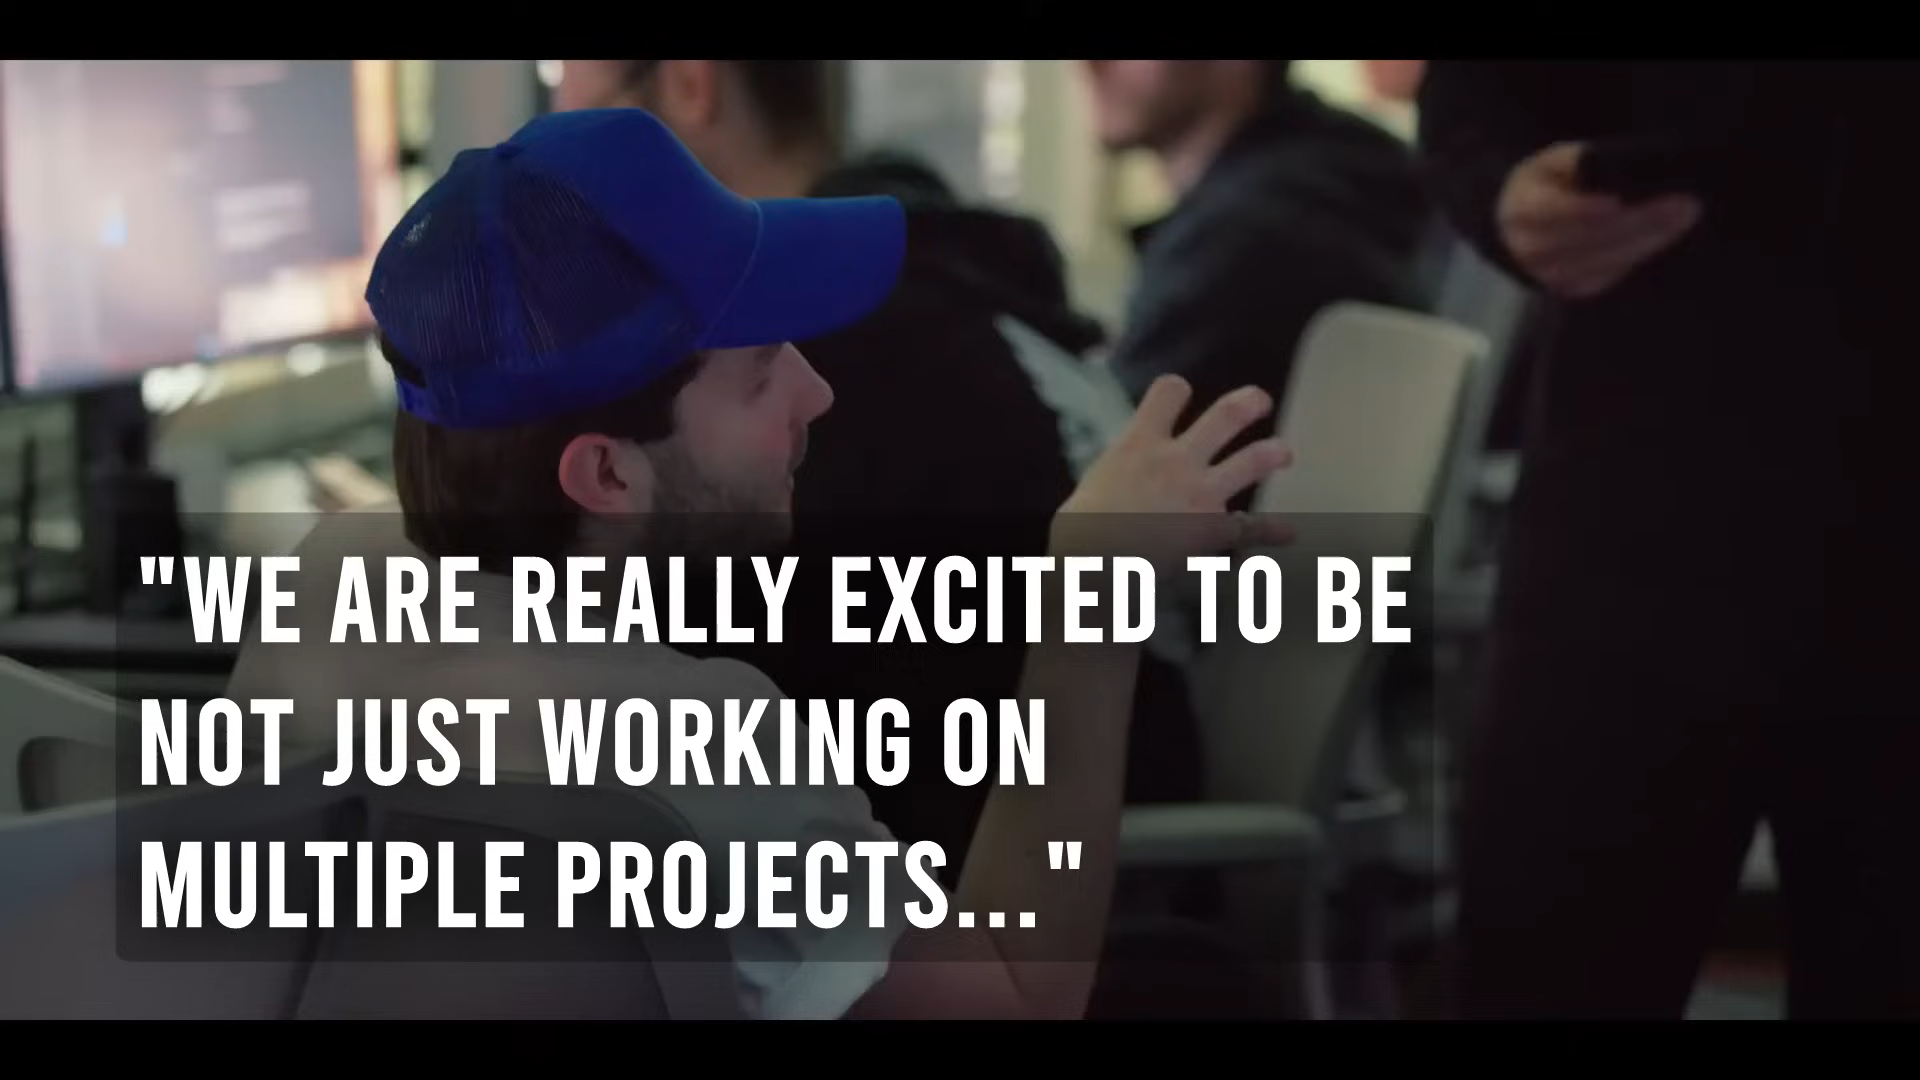 "WE ARE REALLY EXCITED TO BE
NOT JUST WORKING ON
MULTIPLE PROJECTS..."